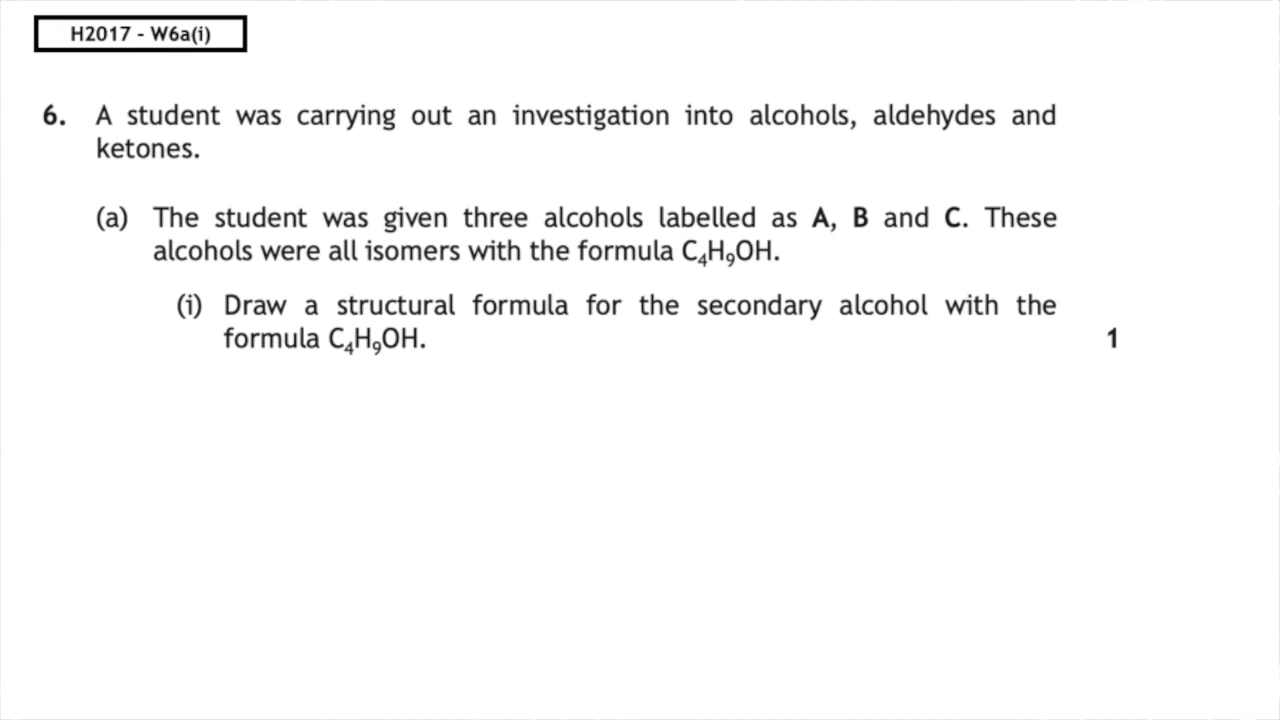 H2017 - W6a(i)
6. A student was carrying out an investigation into alcohols, aldehydes and
ketones.
(a) The student was given three alcohols labelled as A, B and C. These
alcohols were all isomers with the formula C₄H₉OH.
(i) Draw a structural formula for the secondary alcohol with the
formula C₄H₉OH. 1